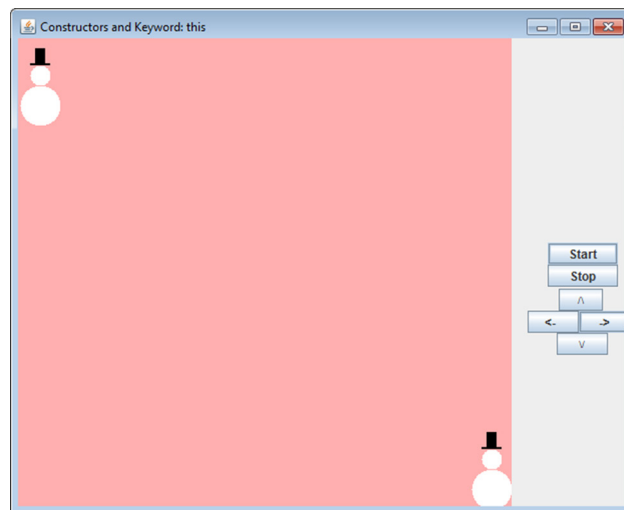 Constructors and Keyword: this
Start
Stop
Λ
<- ->
V